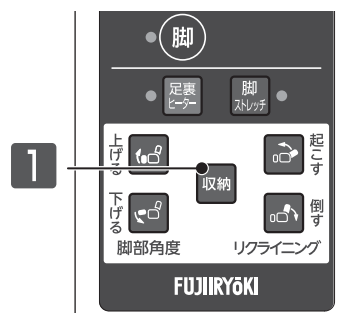 脚
足裏
ヒーター
脚
ストレッチ
上げる
起こす
1
収納
下げる
倒す
脚部角度
リクライニング
FUJIIRYŌKI